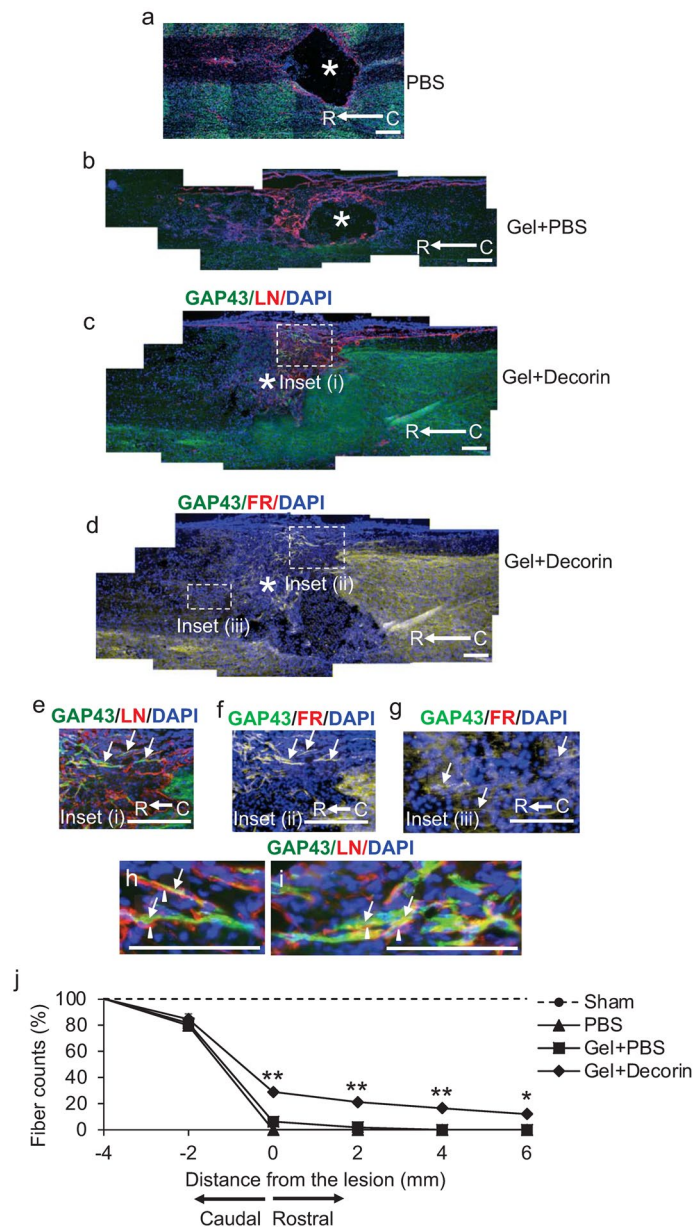 a
*
PBS
R C
b
*
Gel+PBS
R C
GAP43/LN/DAPI
c
*
Inset (i)
Gel+Decorin
R C
GAP43/FR/DAPI
d
*
Inset (ii)
Inset (iii)
Gel+Decorin
R C
e f g
GAP43/LN/DAPI GAP43/FR/DAPI GAP43/FR/DAPI
Inset (i) R C Inset (ii) R C Inset (iii) R C
GAP43/LN/DAPI
h i
j
Fiber counts (%)
100
80
60
40
20
0
** ** ** *
-4 -2 0 2 4 6
Distance from the lesion (mm)
Caudal Rostral
Sham
PBS
Gel+PBS
Gel+Decorin